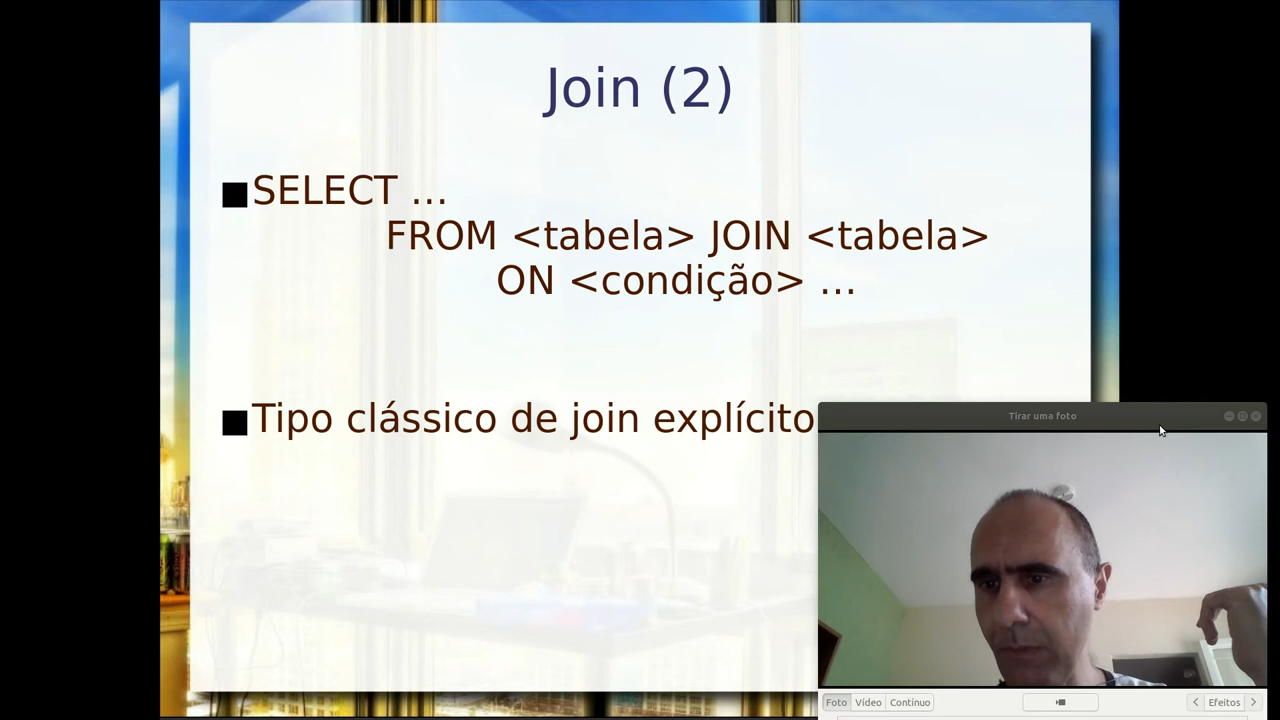 Join (2)
SELECT ...
FROM <tabela> JOIN <tabela>
ON <condição> ...
Tipo clássico de join explícito
Tirar uma foto
Foto Vídeo Contínuo
Efeitos